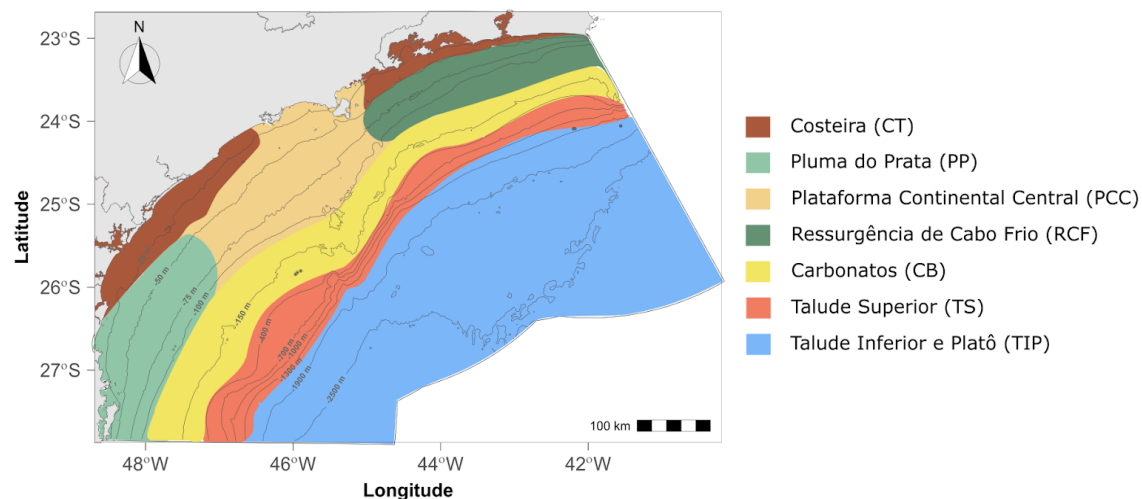 N
23°S
24°S
25°S
26°S
27°S
Latitude
-50 m
-75 m
-100 m
-150 m
-400 m
-700 m
-1000 m
-1300 m
-1900 m
-2500 m
100 km
48°W
46°W
44°W
42°W
Longitude
Costeira (CT)
Pluma do Prata (PP)
Plataforma Continental Central (PCC)
Ressurgência de Cabo Frio (RCF)
Carbonatos (CB)
Talude Superior (TS)
Talude Inferior e Platô (TIP)